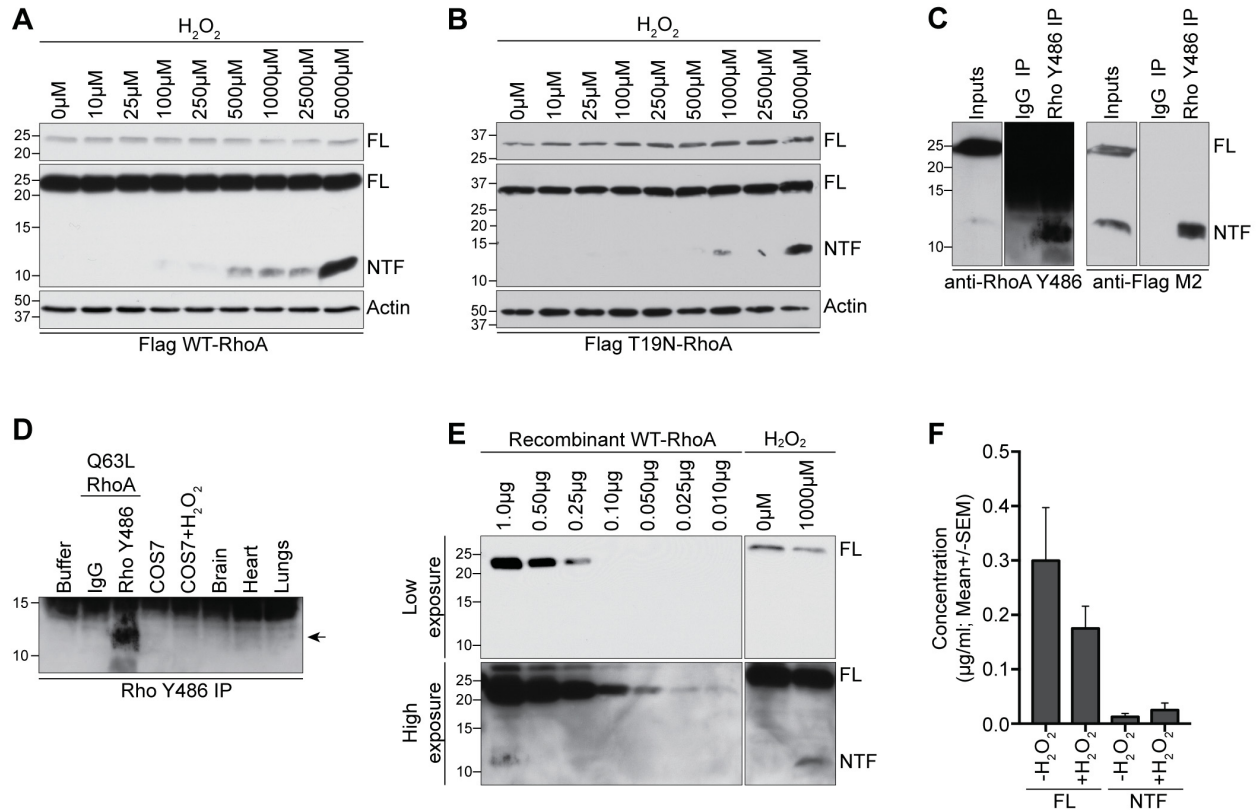 A
H2O2
0µM 10µM 25µM 100µM 250µM 500µM 1000µM 2500µM 5000µM
25
20
FL
25
20
15
10
FL
NTF
50
37
Actin
Flag WT-RhoA
B
H2O2
0µM 10µM 25µM 100µM 250µM 500µM 1000µM 2500µM 5000µM
37
25
FL
37
25
20
15
10
FL
NTF
50
37
Actin
Flag T19N-RhoA
C
Inputs IgG IP Rho Y486 IP Inputs IgG IP Rho Y486 IP
25
20
15
10
FL
NTF
anti-RhoA Y486 anti-Flag M2
D
Q63L
RhoA
Buffer IgG Rho Y486 COS7 COS7+H2O2 Brain Heart Lungs
15
10
Rho Y486 IP
E
Recombinant WT-RhoA H2O2
1.0µg 0.50µg 0.25µg 0.10µg 0.050µg 0.025µg 0.010µg 0µM 1000µM
Low
exposure
25
20
15
10
FL
High
exposure
25
20
15
10
FL
NTF
F
Concentration
(µg/ml; Mean+/-SEM)
0.5
0.4
0.3
0.2
0.1
0.0
-H2O2 +H2O2 -H2O2 +H2O2
FL NTF